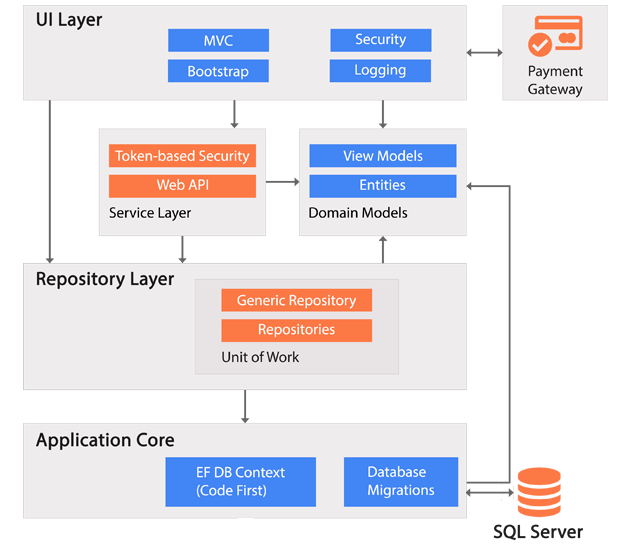 UI Layer
MVC
Security
Bootstrap
Logging
Payment
Gateway
Token-based Security
Web API
Service Layer
View Models
Entities
Domain Models
Repository Layer
Generic Repository
Repositories
Unit of Work
Application Core
EF DB Context
(Code First)
Database
Migrations
SQL Server